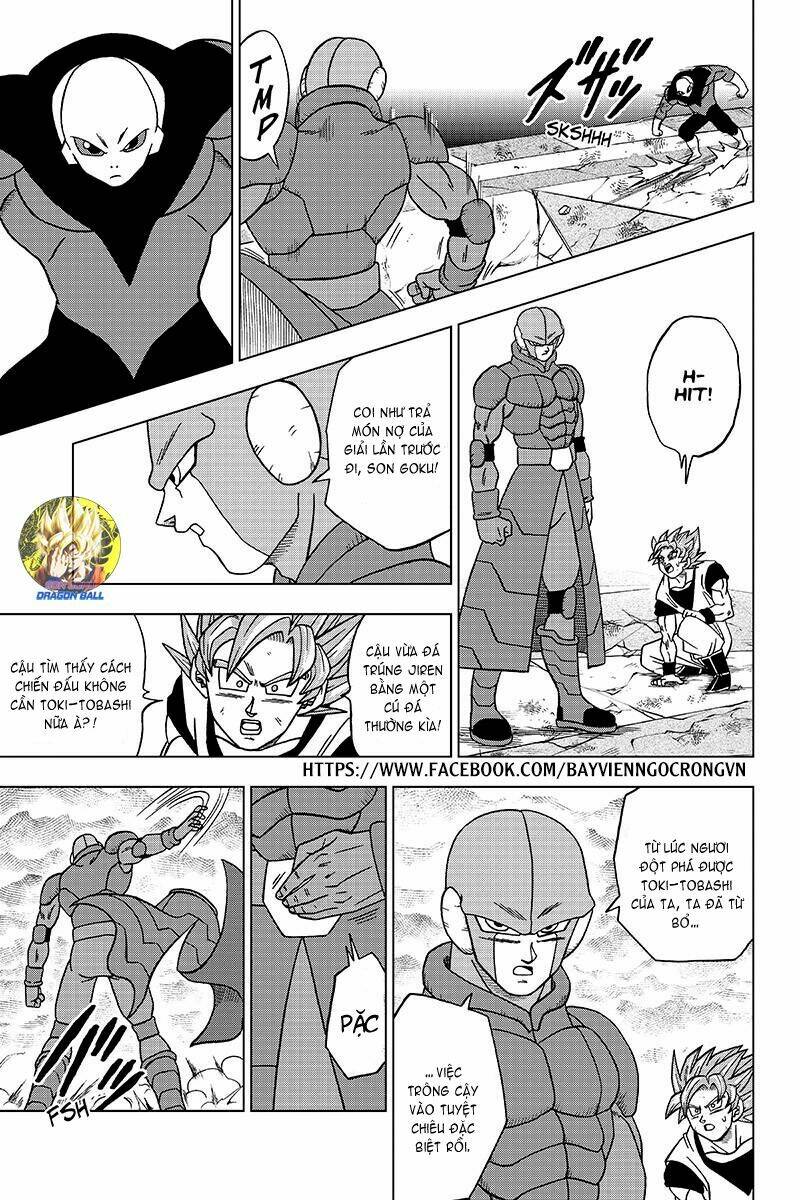 ズザッ
SKSHHH
TMP
H-
HIT!
COI NHƯ TRẢ
MÓN NỢ CỦA
GIẢI LẦN TRƯỚC
ĐI, SON GOKU!
CẬU VỪA ĐÁ
TRÚNG JIREN
BẰNG MỘT
CÚ ĐÁ
THƯỜNG KÌA!
CẬU TÌM THẤY CÁCH
CHIẾN ĐẤU KHÔNG
CẦN TOKI-TOBASHI
NỮA À?!
DRAGON BALL
HTTPS://WWW.FACEBOOK.COM/BAYVIENNGOCRONGVN
TỪ LÚC NGƯƠI
ĐỘT PHÁ ĐƯỢC
TOKI-TOBASHI
CỦA TA, TA ĐÃ TỪ
BỎ...
...VIỆC
TRÔNG CẬY
VÀO TUYỆT
CHIÊU ĐẶC
BIỆT RỒI.
PẶC
FSH